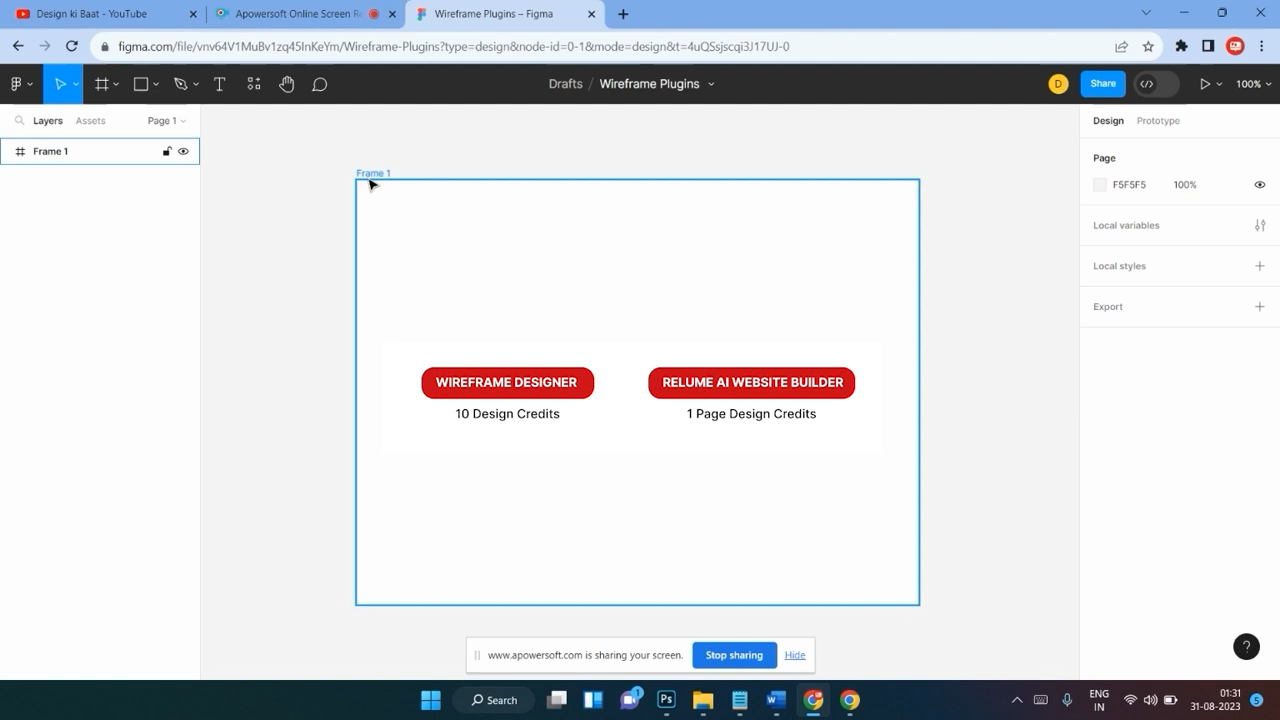 Design ki Baat - YouTube
Apowersoft Online Screen Re
Wireframe Plugins – Figma
figma.com/file/vnv64V1MuBv1zq45lnKeYm/Wireframe-Plugins?type=design&node-id=0-1&mode=design&t=4uQSsjscqi3J17UJ-0
Drafts / Wireframe Plugins
D
Share
100%
Layers
Assets
Page 1
Design
Prototype
Frame 1
Page
F5F5F5
100%
Local variables
Local styles
Export
Frame 1
WIREFRAME DESIGNER
RELUME AI WEBSITE BUILDER
10 Design Credits
1 Page Design Credits
www.apowersoft.com is sharing your screen.
Stop sharing
Hide
?
Search
1
Ps
W
ENG
IN
01:31
31-08-2023
5